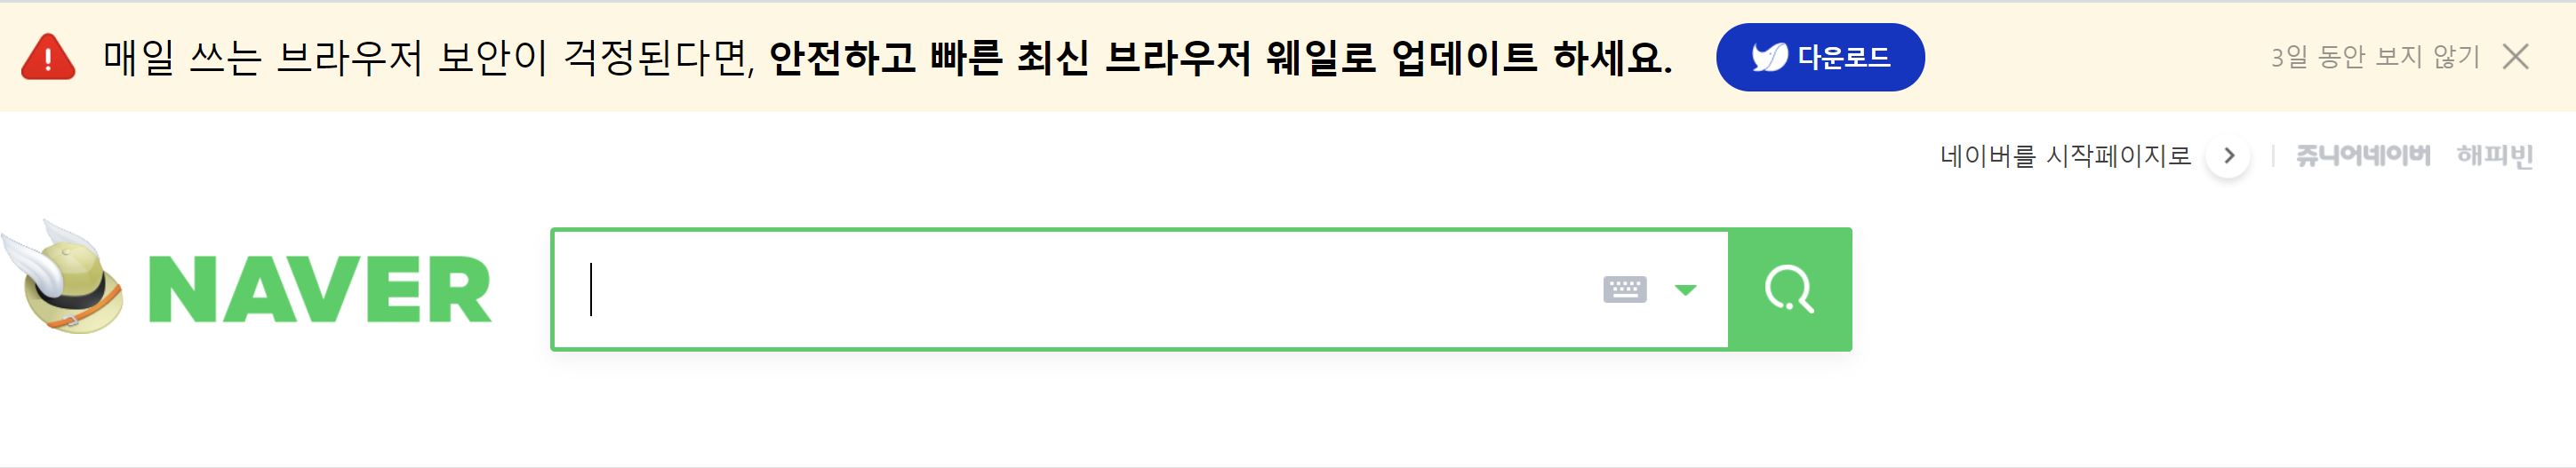 매일 쓰는 브라우저 보안이 걱정된다면, 안전하고 빠른 최신 브라우저 웨일로 업데이트 하세요. 다운로드 3일 동안 보지 않기
네이버를 시작페이지로 쥬니어네이버 해피빈
NAVER